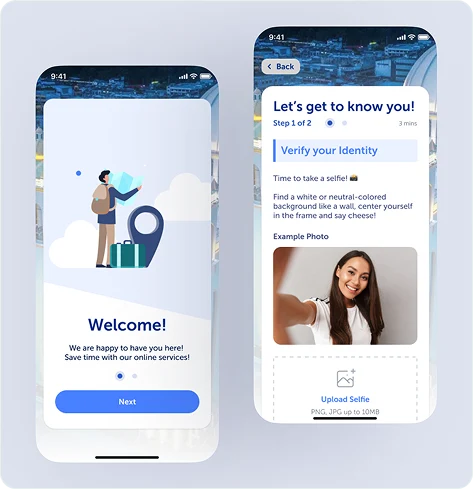 9:41
Welcome!
We are happy to have you here!
Save time with our online services!
Next
9:41
Back
Let's get to know you!
Step 1 of 2
3 mins
Verify your Identity
Time to take a selfie! 📸
Find a white or neutral-colored
background like a wall, center yourself
in the frame and say cheese!
Example Photo
Upload Selfie
PNG, JPG up to 10MB